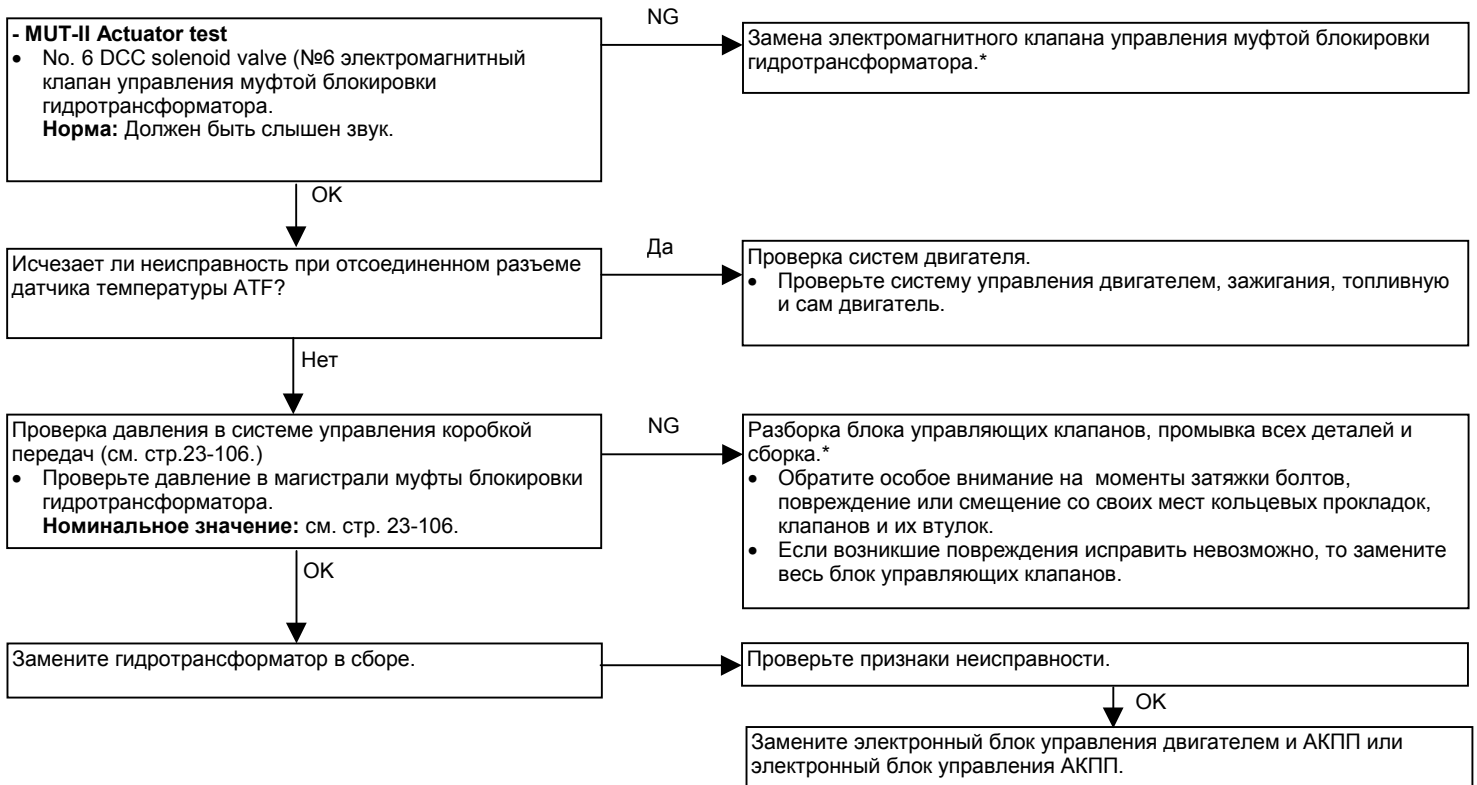 - MUT-II Actuator test
• No. 6 DCC solenoid valve (№6 электромагнитный
клапан управления муфтой блокировки
гидротрансформатора.
Норма: Должен быть слышен звук.
NG
Замена электромагнитного клапана управления муфтой блокировки
гидротрансформатора.*
OK
Исчезает ли неисправность при отсоединенном разъеме
датчика температуры ATF?
Да
Проверка систем двигателя.
• Проверьте систему управления двигателем, зажигания, топливную
и сам двигатель.
Нет
Проверка давления в системе управления коробкой
передач (см. стр.23-106.)
• Проверьте давление в магистрали муфты блокировки
гидротрансформатора.
Номинальное значение: см. стр. 23-106.
NG
Разборка блока управляющих клапанов, промывка всех деталей и
сборка.*
• Обратите особое внимание на моменты затяжки болтов,
повреждение или смещение со своих мест кольцевых прокладок,
клапанов и их втулок.
• Если возникшие повреждения исправить невозможно, то замените
весь блок управляющих клапанов.
OK
Замените гидротрансформатор в сборе.
Проверьте признаки неисправности.
OK
Замените электронный блок управления двигателем и АКПП или
электронный блок управления АКПП.